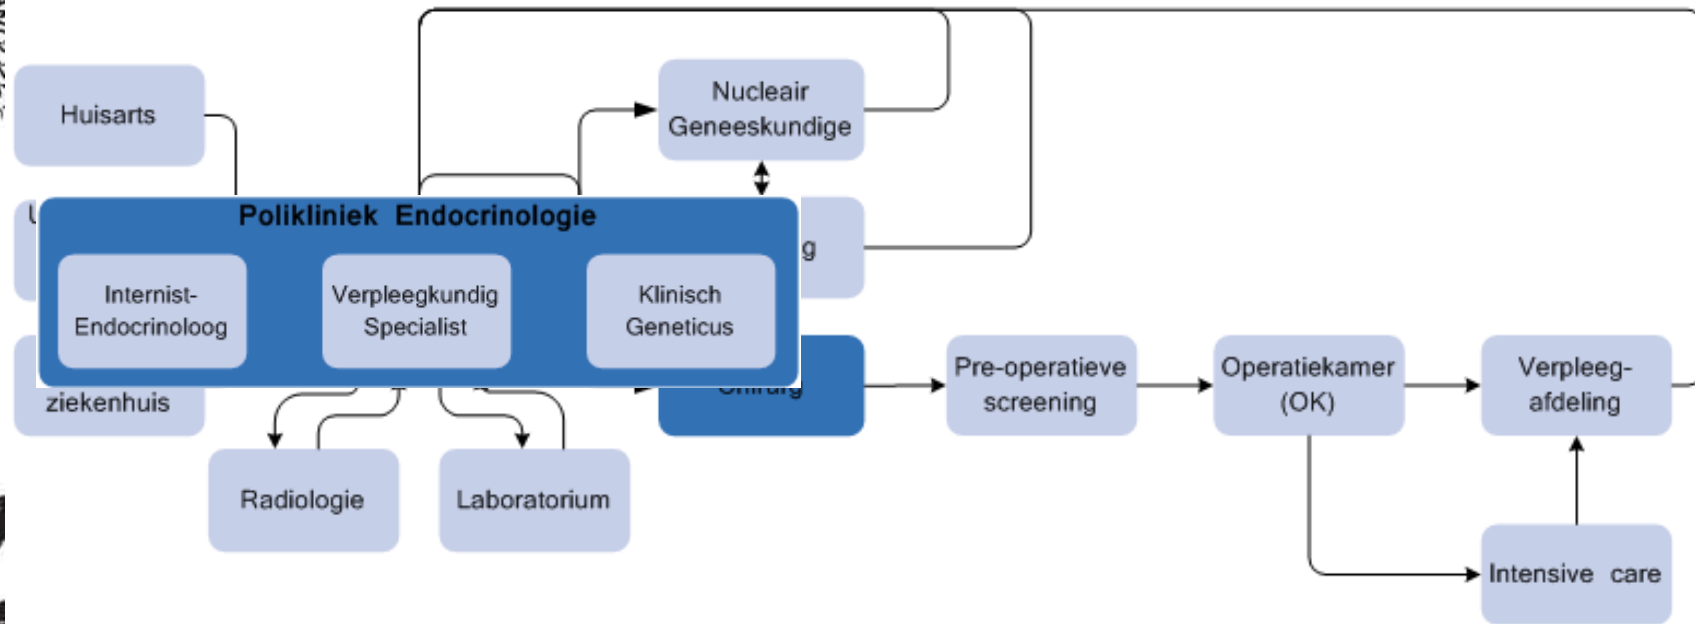 Huisarts
Nucleair
Geneeskundige
Polikliniek Endocrinologie
Internist-
Endocrinoloog
Verpleegkundig
Specialist
Klinisch
Geneticus
ziekenhuis
Pre-operatieve
screening
Operatiekamer
(OK)
Verpleeg-
afdeling
Radiologie
Laboratorium
Intensive care